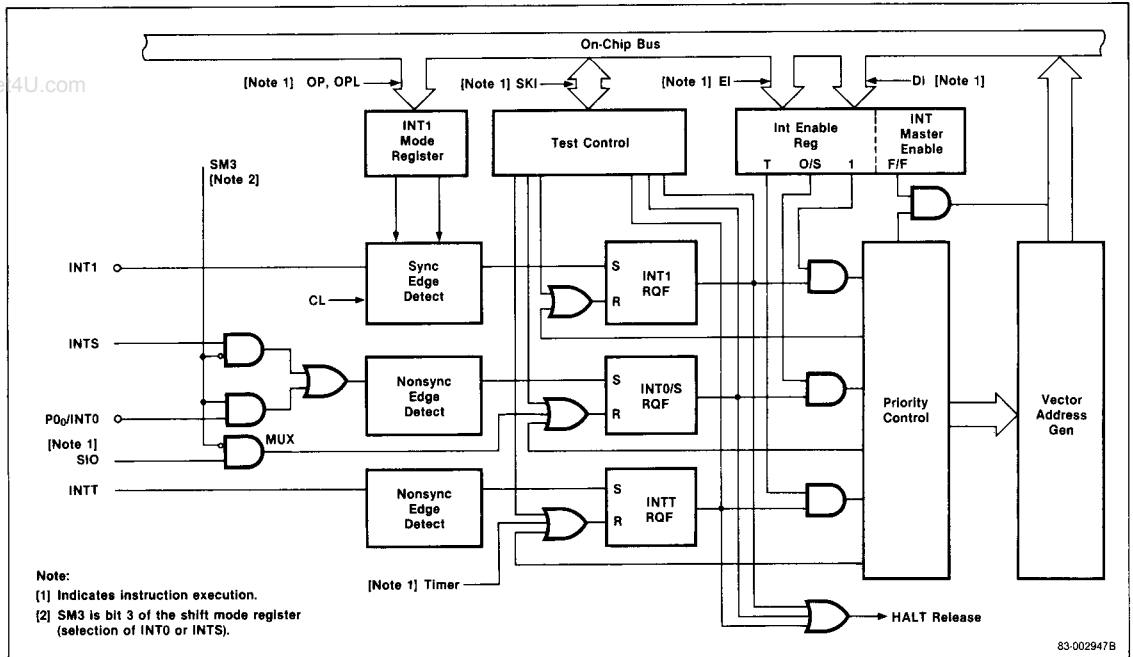 et4U.com
On-Chip Bus
[Note 1] OP, OPL
[Note 1] SKI
[Note 1] EI
DI [Note 1]
INT1
Mode
Register
Test Control
Int Enable
Reg
INT
Master
Enable
T O/S 1 F/F
SM3
[Note 2]
INT1
Sync
Edge
Detect
CL
S
R
INT1
RQF
INTS
P0₀/INT0
[Note 1]
SIO
MUX
Nonsync
Edge
Detect
S
R
INT0/S
RQF
Priority
Control
Vector
Address
Gen
INTT
Nonsync
Edge
Detect
S
R
INTT
RQF
[Note 1] Timer
HALT Release
Note:
[1] Indicates instruction execution.
[2] SM3 is bit 3 of the shift mode register
(selection of INT0 or INTS).
83-002947B